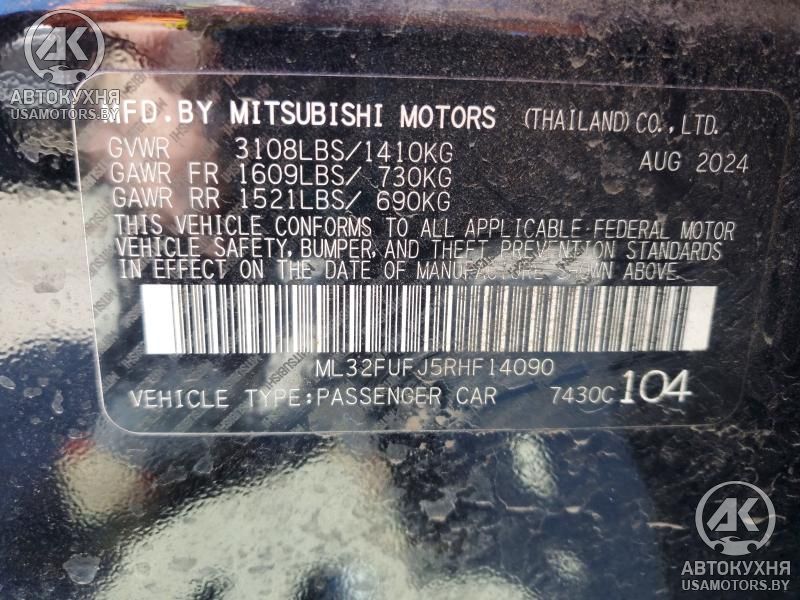 AK
АВТОКУХНЯ
USAMOTORS.BY
MFD.BY MITSUBISHI MOTORS (THAILAND)CO.,LTD.
GVWR 3108LBS/1410KG AUG 2024
GAWR FR 1609LBS/ 730KG
GAWR RR 1521LBS/ 690KG
THIS VEHICLE CONFORMS TO ALL APPLICABLE FEDERAL MOTOR
VEHICLE SAFETY, BUMPER, AND THEFT PREVENTION STANDARDS
IN EFFECT ON THE DATE OF MANUFACTURE SHOWN ABOVE.
ML32FUFJ5RHF14090
VEHICLE TYPE:PASSENGER CAR 7430C 104
AK
АВТОКУХНЯ
USAMOTORS.BY